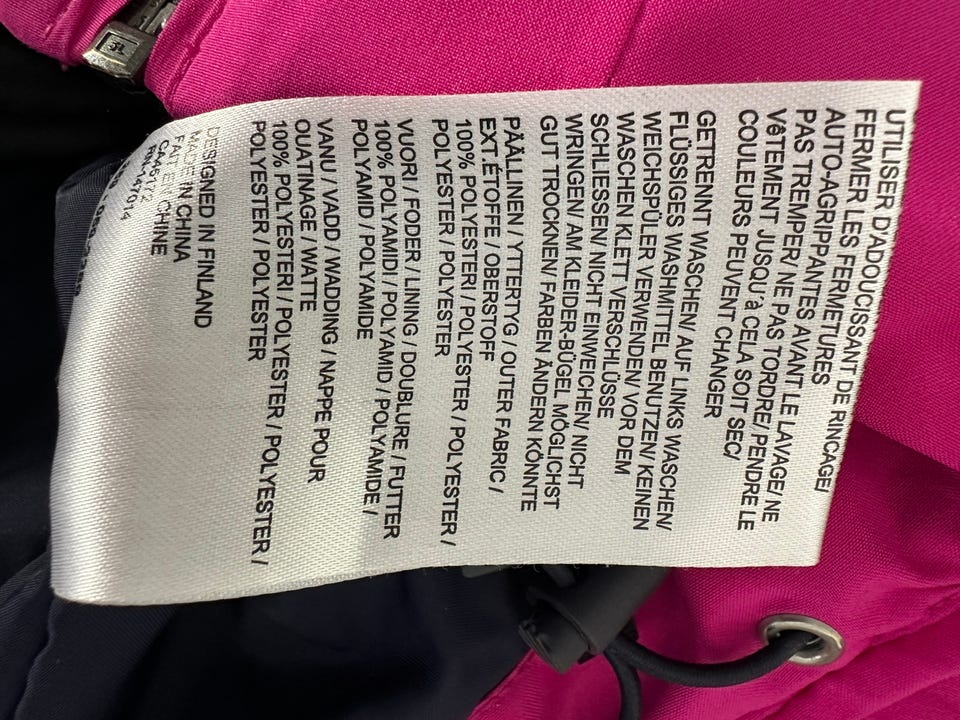 UTILISER D'ADOUCISSANT DE RINCAGE/
FERMER LES FERMETURES
AUTO-AGRIPPANTES AVANT LE LAVAGE/ NE
PAS TREMPER/ NE PAS TORDRE/ PENDRE LE
VêTEMENT JUSQU'à CELA SOIT SEC/
COULEURS PEUVENT CHANGER
GETRENNT WASCHEN/ AUF LINKS WASCHEN/
FLÜSSIGES WASHMITTEL BENUTZEN/ KEINEN
WEICHSPÜLER VERWENDEN/ VOR DEM
WASCHEN KLETT VERSCHLÜSSE
SCHLIESSEN/ NICHT EINWEICHEN/ NICHT
WRINGEN/ AM KLEIDER-BÜGEL MÖGLICHST
GUT TROCKNEN/ FARBEN ÄNDERN KÖNNTE
PÄÄLLINEN / YTTERTYG / OUTER FABRIC /
EXT.ÉTOFFE / OBERSTOFF
100% POLYESTERI / POLYESTER / POLYESTER /
POLYESTER / POLYESTER
VUORI / FODER / LINING / DOUBLURE / FUTTER
100% POLYAMIDI / POLYAMID / POLYAMIDE /
POLYAMID / POLYAMIDE
VANU / VADD / WADDING / NAPPE POUR
OUATINAGE / WATTE
100% POLYESTERI / POLYESTER / POLYESTER /
POLYESTER / POLYESTER
DESIGNED IN FINLAND
MADE IN CHINA
FAIT EN CHINE